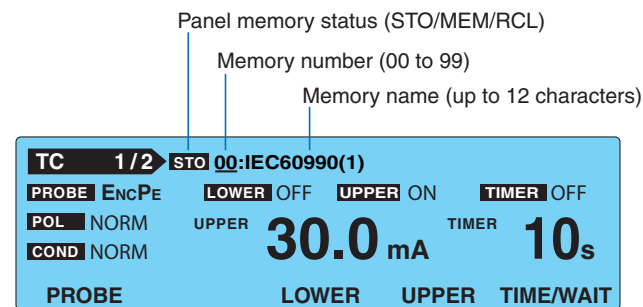 Panel memory status (STO/MEM/RCL)
Memory number (00 to 99)
Memory name (up to 12 characters)
TC 1/2 STO 00:IEC60990(1)
PROBE ENCPE LOWER OFF UPPER ON TIMER OFF
POL NORM UPPER 30.0 mA TIMER 10s
COND NORM
PROBE LOWER UPPER TIME/WAIT